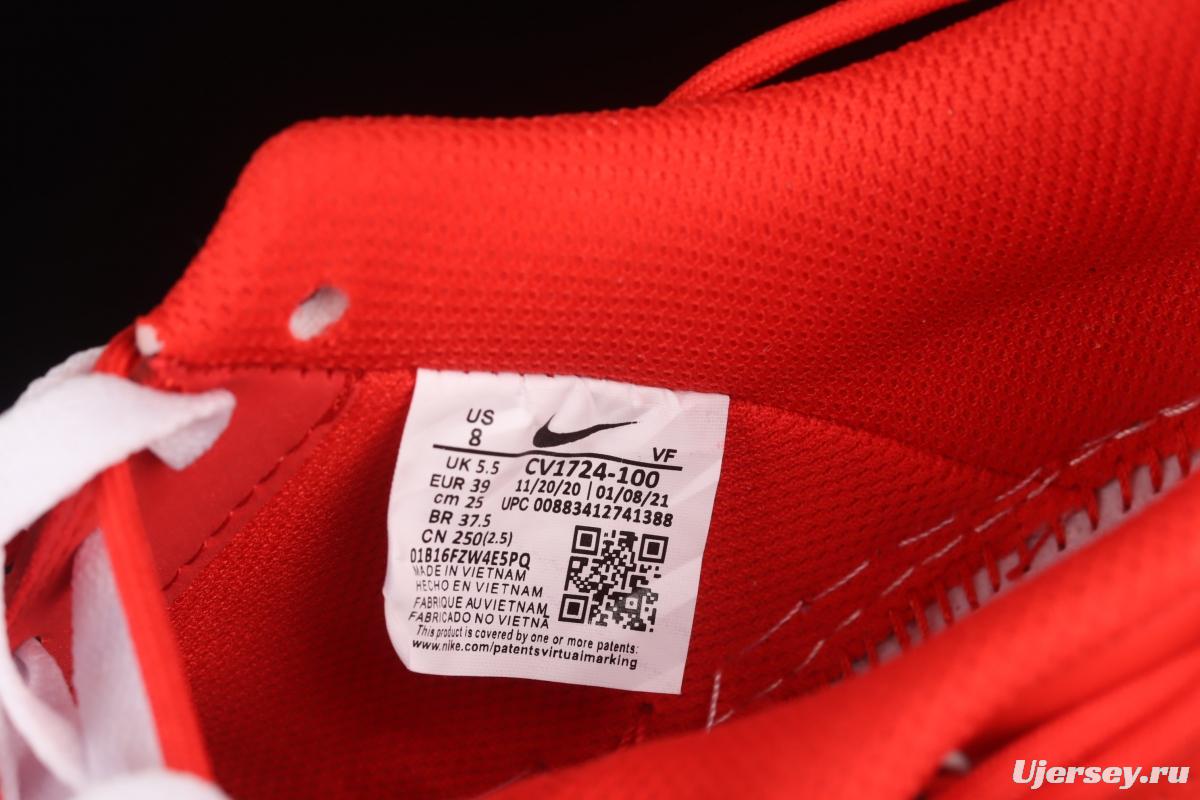 US
8
VF
UK 5.5
EUR 39
cm 25
BR 37.5
CN 250(2.5)
CV1724-100
11/20/20 | 01/08/21
UPC 00883412741388
01B16FZW4E5PQ
MADE IN VIETNAM
HECHO EN VIETNAM
FABRIQUE AU VIETNAM
FABRICADO NO VIETNÃ
This product is covered by one or more patents:
www.nike.com/patentsvirtualmarking
Ujersey.ru